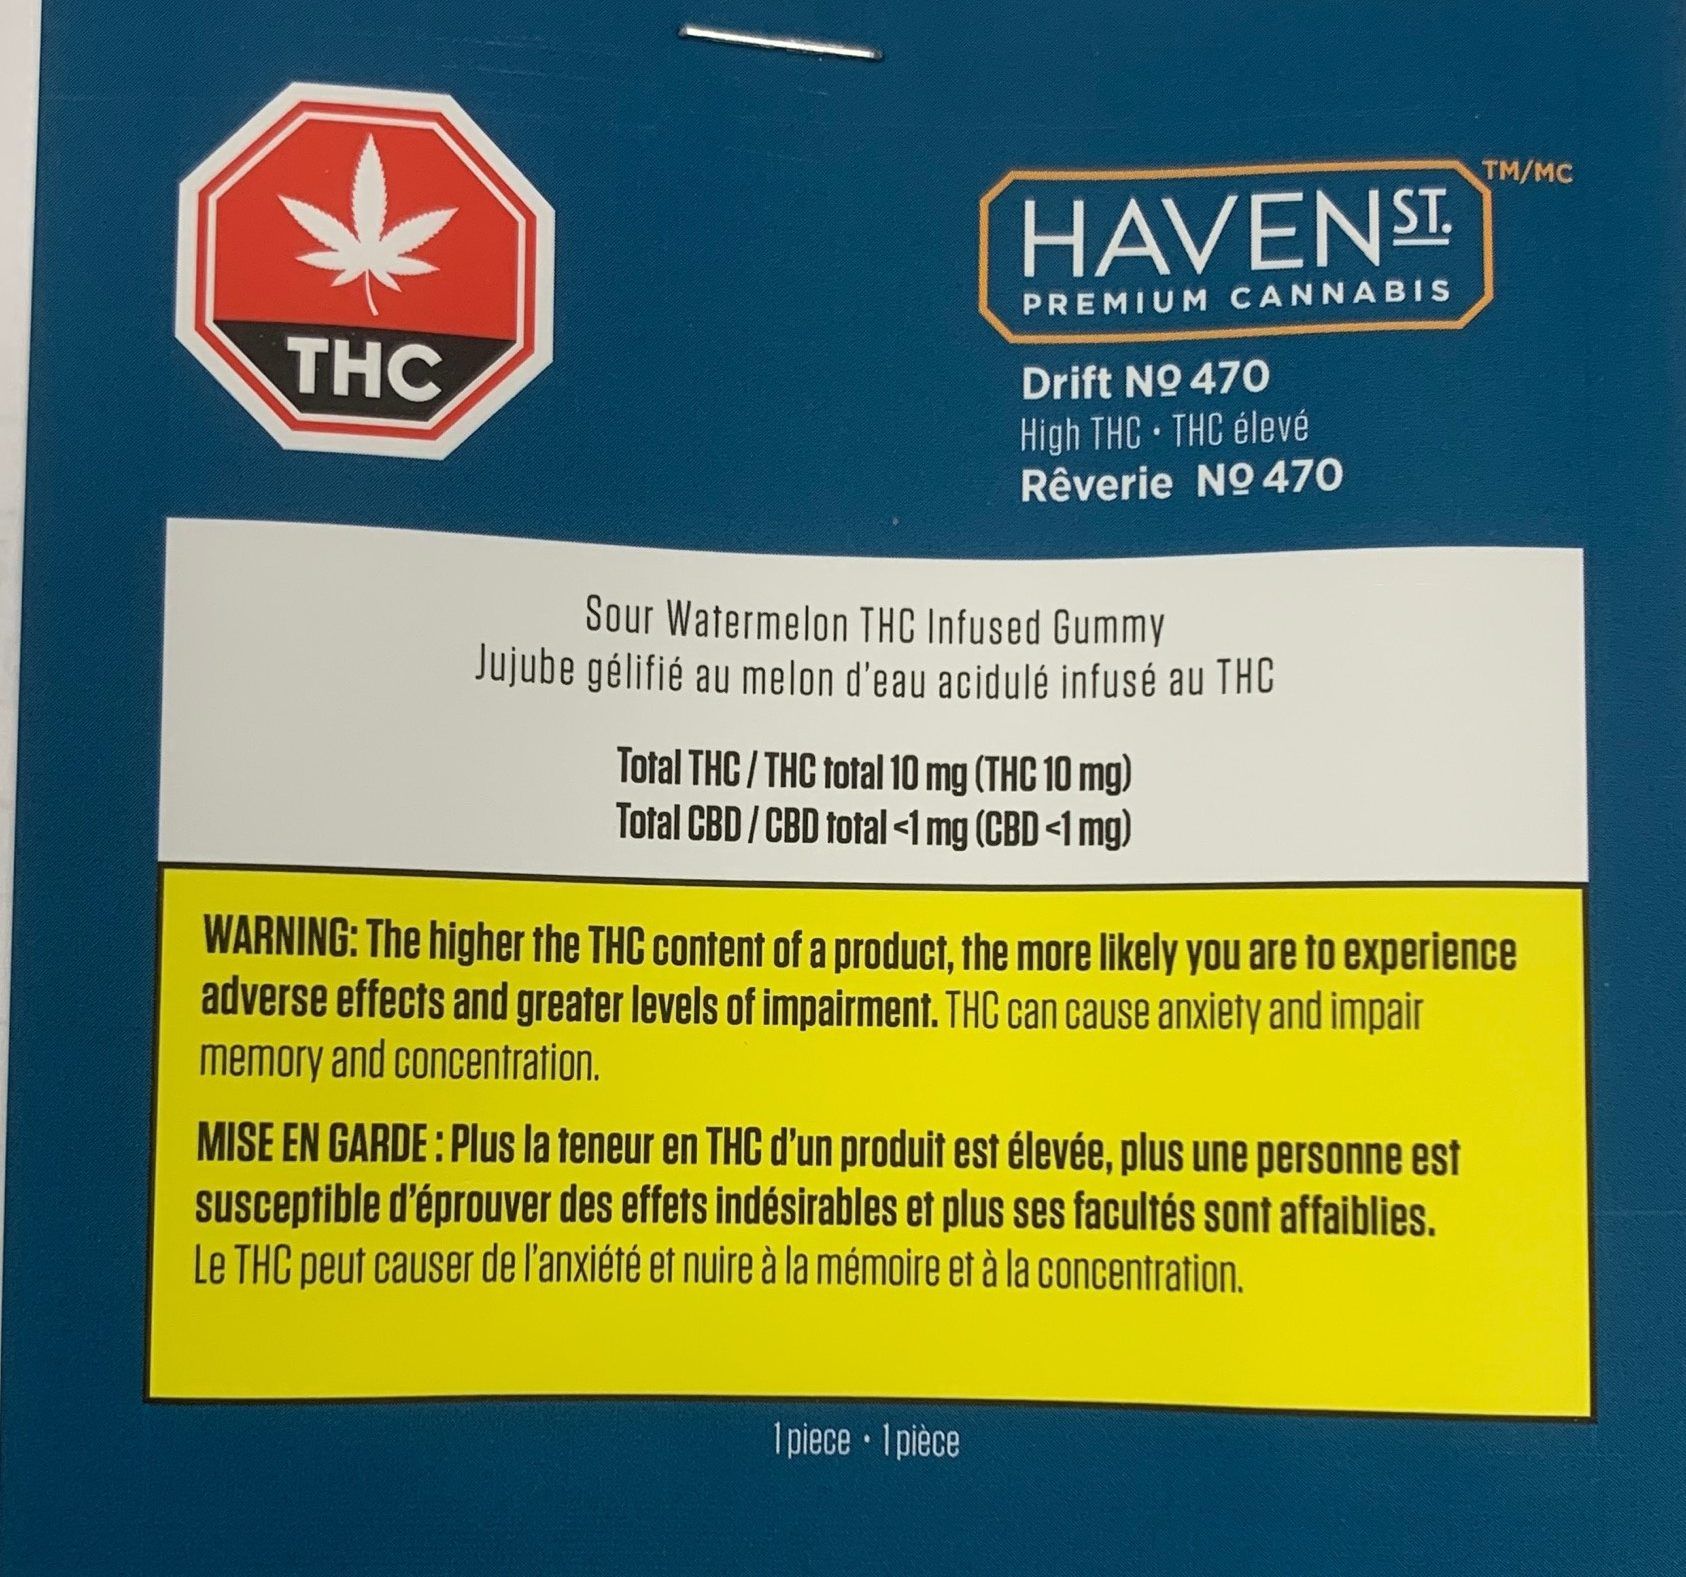 THC
HAVEN ST. TM/MC
PREMIUM CANNABIS
Drift Nº 470
High THC • THC élevé
Rêverie Nº 470
Sour Watermelon THC Infused Gummy
Jujube gélifié au melon d'eau acidulé infusé au THC
Total THC / THC total 10 mg (THC 10 mg)
Total CBD / CBD total <1 mg (CBD <1 mg)
WARNING: The higher the THC content of a product, the more likely you are to experience
adverse effects and greater levels of impairment. THC can cause anxiety and impair
memory and concentration.
MISE EN GARDE : Plus la teneur en THC d'un produit est élevée, plus une personne est
susceptible d'éprouver des effets indésirables et plus ses facultés sont affaiblies.
Le THC peut causer de l'anxiété et nuire à la mémoire et à la concentration.
1 piece • 1 pièce